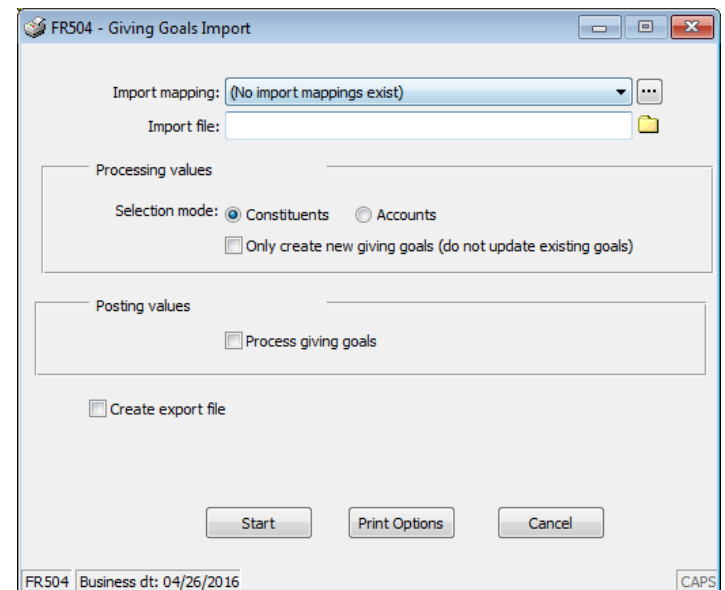 FR504 - Giving Goals Import
Import mapping: (No import mappings exist) ...
Import file:
Processing values
Selection mode: Constituents Accounts
Only create new giving goals (do not update existing goals)
Posting values
Process giving goals
Create export file
Start Print Options Cancel
FR504 Business dt: 04/26/2016 CAPS